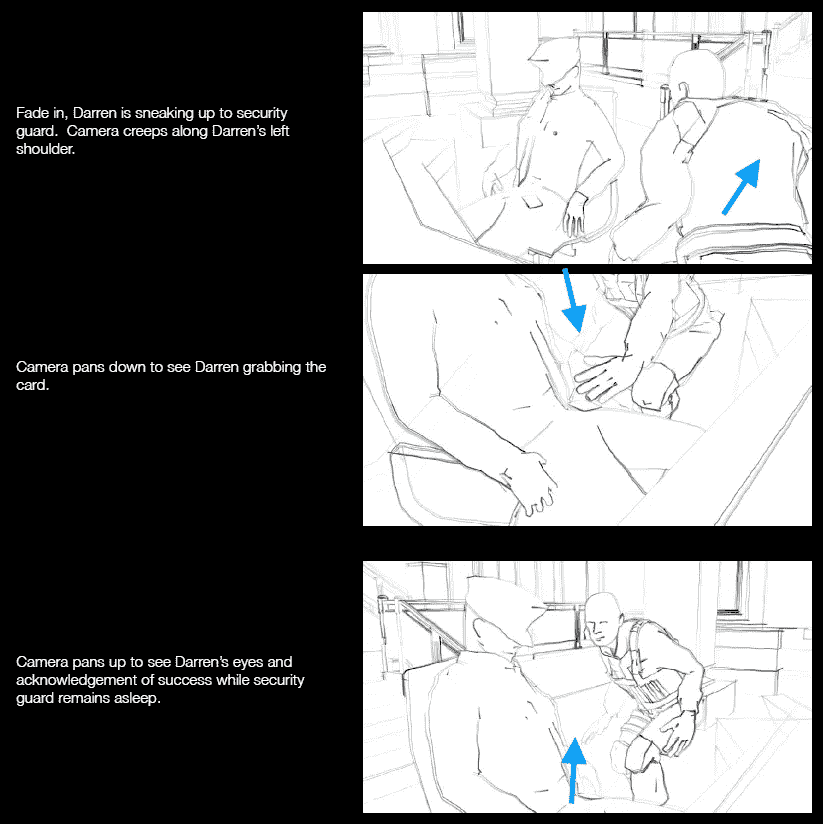 Fade in, Darren is sneaking up to security
guard.  Camera creeps along Darren's left
shoulder.
Camera pans down to see Darren grabbing the
card.
Camera pans up to see Darren's eyes and
acknowledgement of success while security
guard remains asleep.